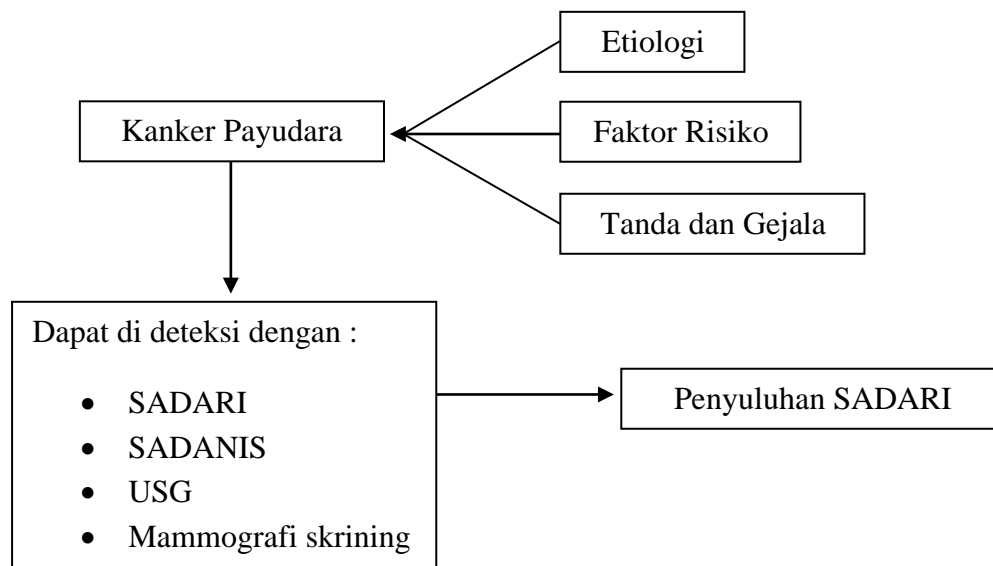 Etiologi
Kanker Payudara
Faktor Risiko
Tanda dan Gejala
Dapat di deteksi dengan :
• SADARI
• SADANIS
• USG
• Mammografi skrining
Penyuluhan SADARI